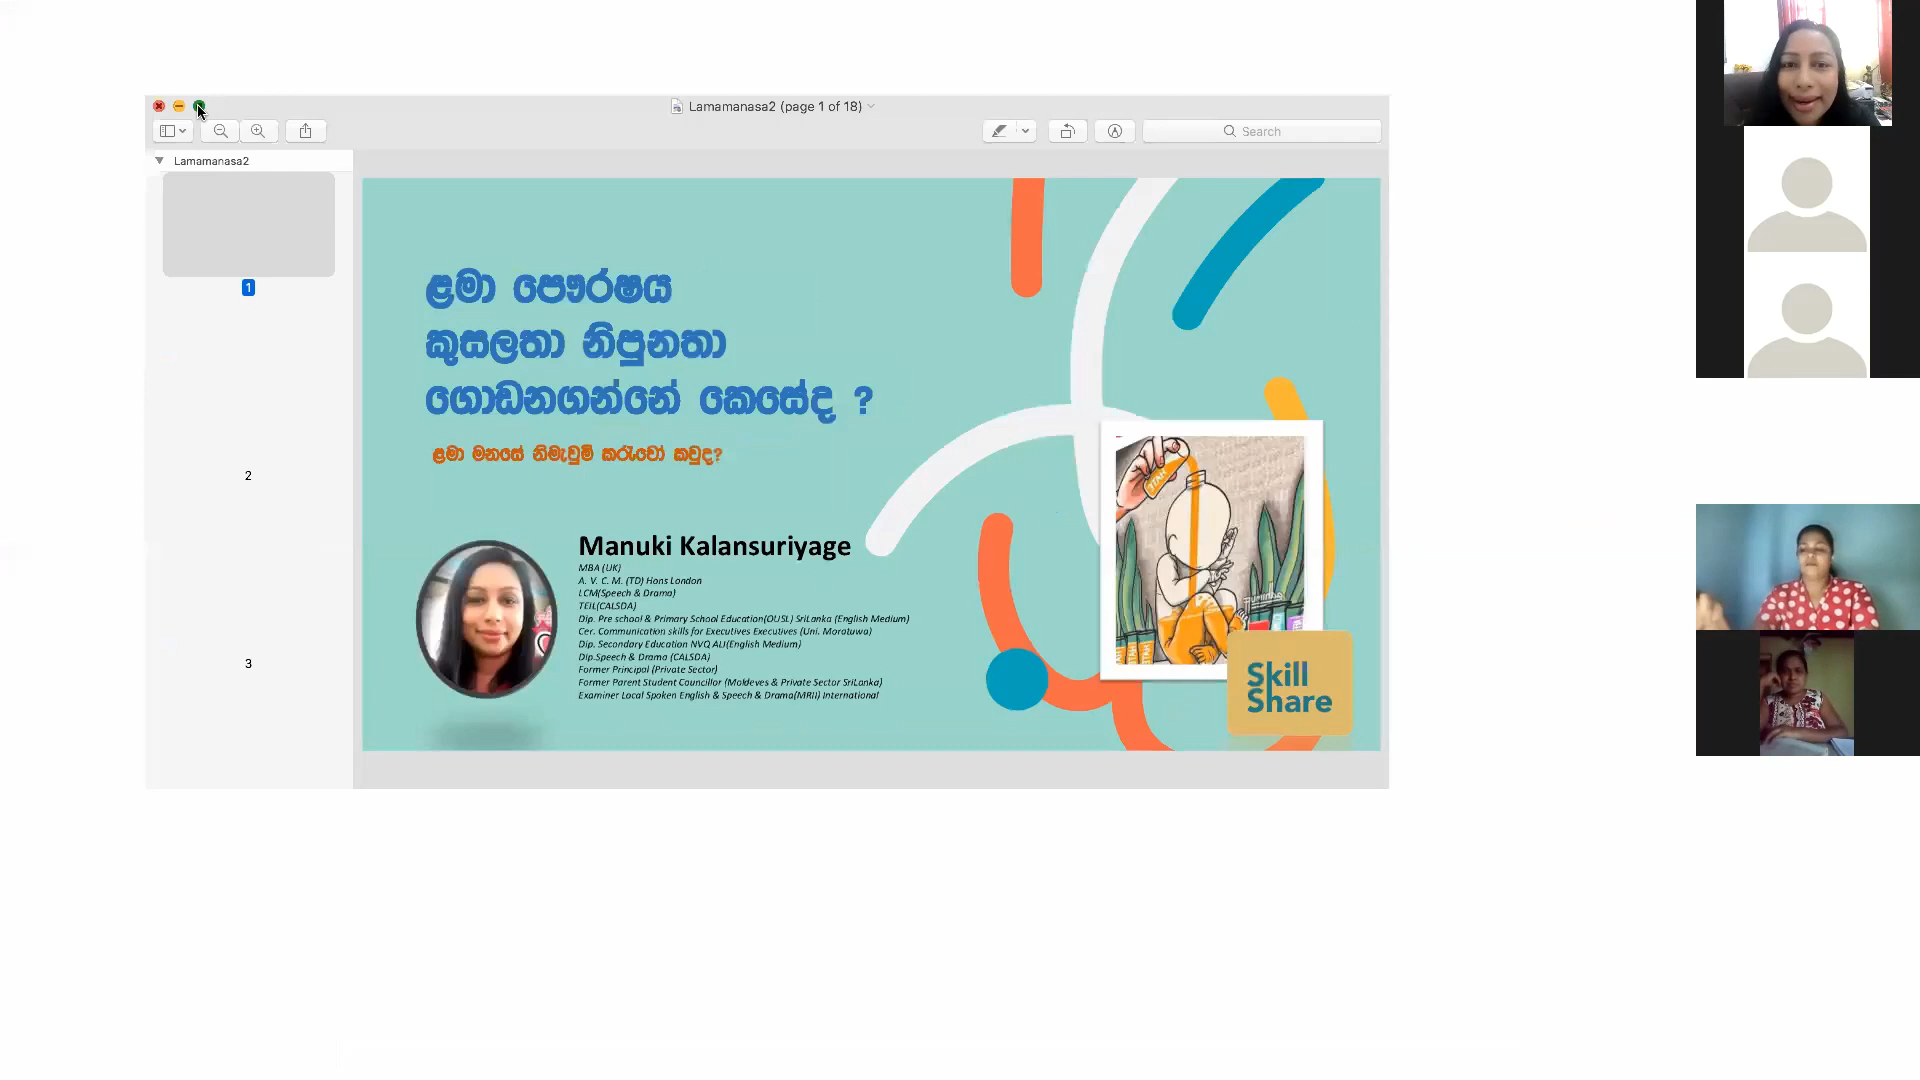 Lamamanasa2 (page 1 of 18)
Search
Lamamanasa2
1
2
3
ළමා පෞරෂය
කුසලතා නිපුනතා
ගොඩනගන්නේ කෙසේද ?
ළමා මනසේ නිමැවුම් කරුවෝ කවුද?
Manuki Kalansuriyage
MBA (UK)
A. V. C. M. (TD) Hons London
LCM(Speech & Drama)
TEIL(CALSDA)
Dip. Pre school & Primary School Education(OUSL) SriLanka (English Medium)
Cer. Communication skills for Executives Executives (Uni. Moratuwa)
Dip. Secondary Education NVQ ALI(English Medium)
Dip.Speech & Drama (CALSDA)
Former Principal (Private Sector)
Former Parent Student Councillor (Moldeves & Private Sector SriLanka)
Examiner Local Spoken English & Speech & Drama(MRII) International
HATE
Skill
Share